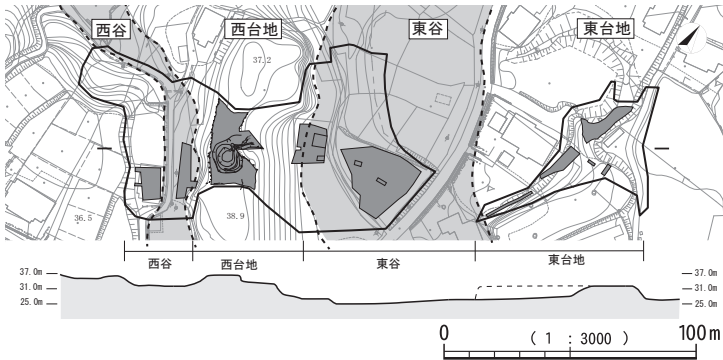 西谷
西台地
東谷
東台地
37.2
36.5
38.9
西谷
西台地
東谷
東台地
37.0m
31.0m
25.0m
37.0m
31.0m
25.0m
0
( 1 : 3000 )
100m